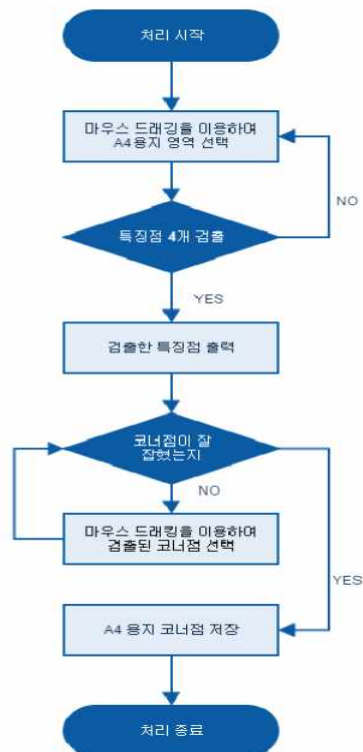 처리 시작
마우스 드래깅을 이용하여
A4용지 영역 선택
NO
특징점 4개 검출
YES
검출한 특징점 출력
코너점이 잘
잡혔는지
NO
마우스 드래킹을 이용하여
검출된 코너점 선택
YES
A4 용지 코너점 저장
처리 종료